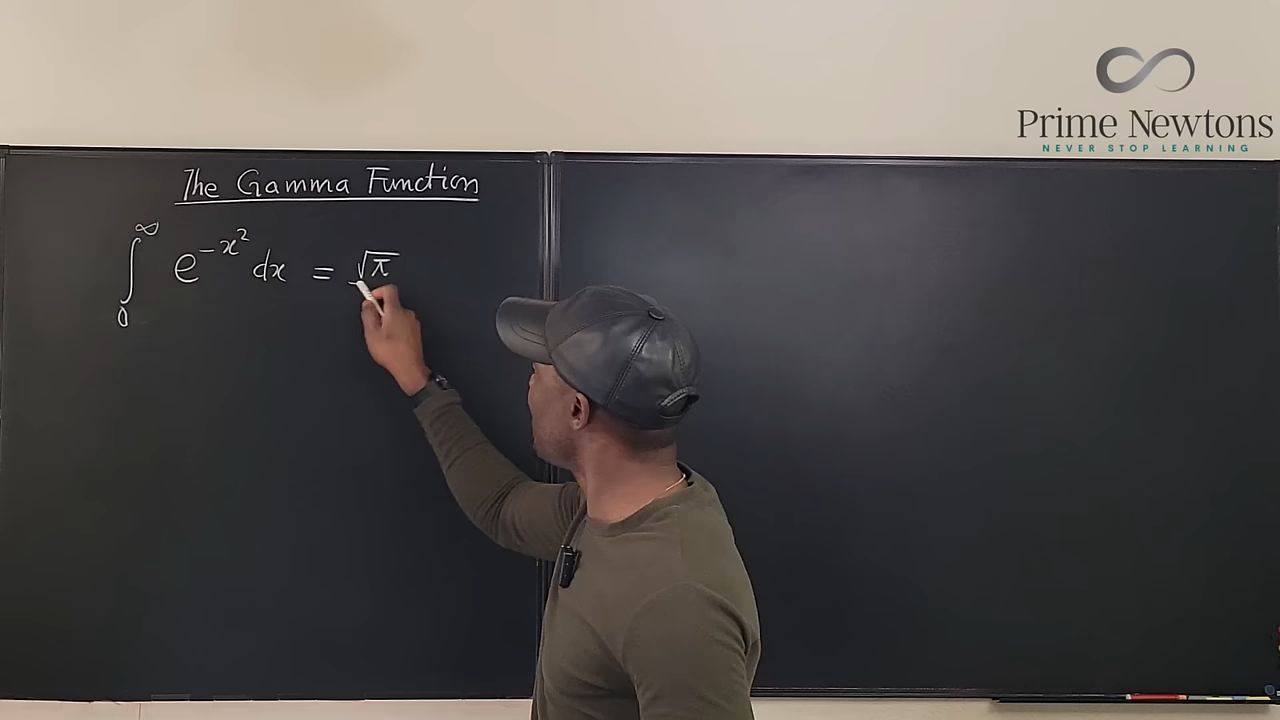 Prime Newtons
NEVER STOP LEARNING
The Gamma Function
∫₀^∞ e^{-x²} dx = √π